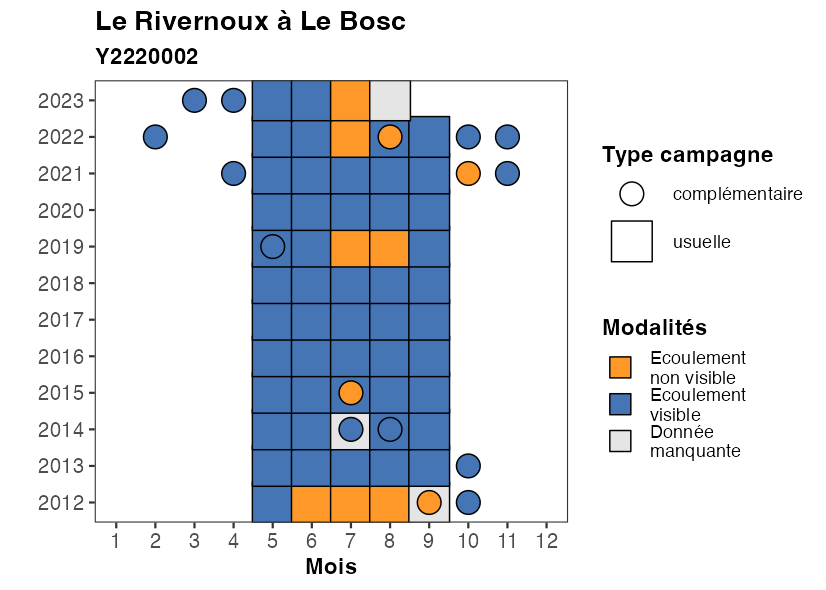 Le Rivernoux à Le Bosc
Y2220002
2023
2022
2021
2020
2019
2018
2017
2016
2015
2014
2013
2012
1 2 3 4 5 6 7 8 9 10 11 12
Mois
Type campagne
complémentaire
usuelle
Modalités
Ecoulement
non visible
Ecoulement
visible
Donnée
manquante